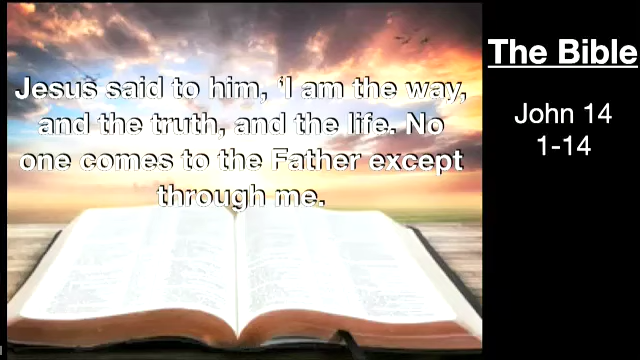 Jesus said to him, ‘I am the way,
and the truth, and the life. No
one comes to the Father except
through me.
The Bible
John 14
1-14